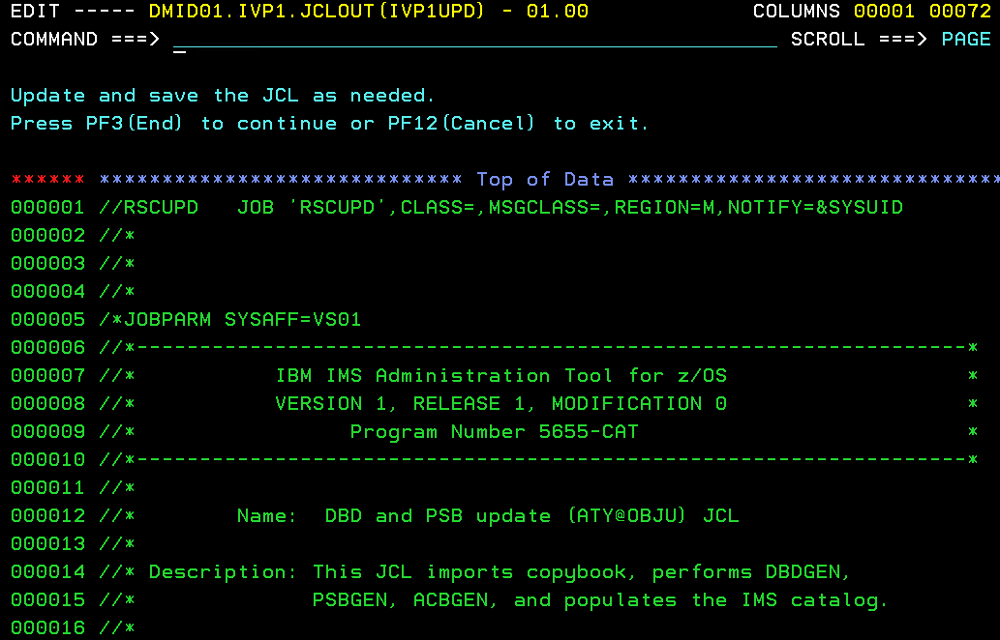 EDIT ----- DMID01.IVP1.JCLOUT(IVP1UPD) - 01.00 COLUMNS 00001 00072
COMMAND ===> SCROLL ===> PAGE
Update and save the JCL as needed.
Press PF3(End) to continue or PF12(Cancel) to exit.
****** ***************************** Top of Data ******************************
000001 //RSCUPD   JOB 'RSCUPD',CLASS=,MSGCLASS=,REGION=M,NOTIFY=&SYSUID
000002 //*
000003 //*
000004 //*
000005 /*JOBPARM SYSAFF=VS01
000006 //*------------------------------------------------------------------*
000007 //*           IBM IMS Administration Tool for z/OS                   *
000008 //*           VERSION 1, RELEASE 1, MODIFICATION 0                   *
000009 //*                 Program Number 5655-CAT                          *
000010 //*------------------------------------------------------------------*
000011 //*
000012 //*        Name:  DBD and PSB update (ATY@OBJU) JCL
000013 //*
000014 //* Description: This JCL imports copybook, performs DBDGEN,
000015 //*              PSBGEN, ACBGEN, and populates the IMS catalog.
000016 //*